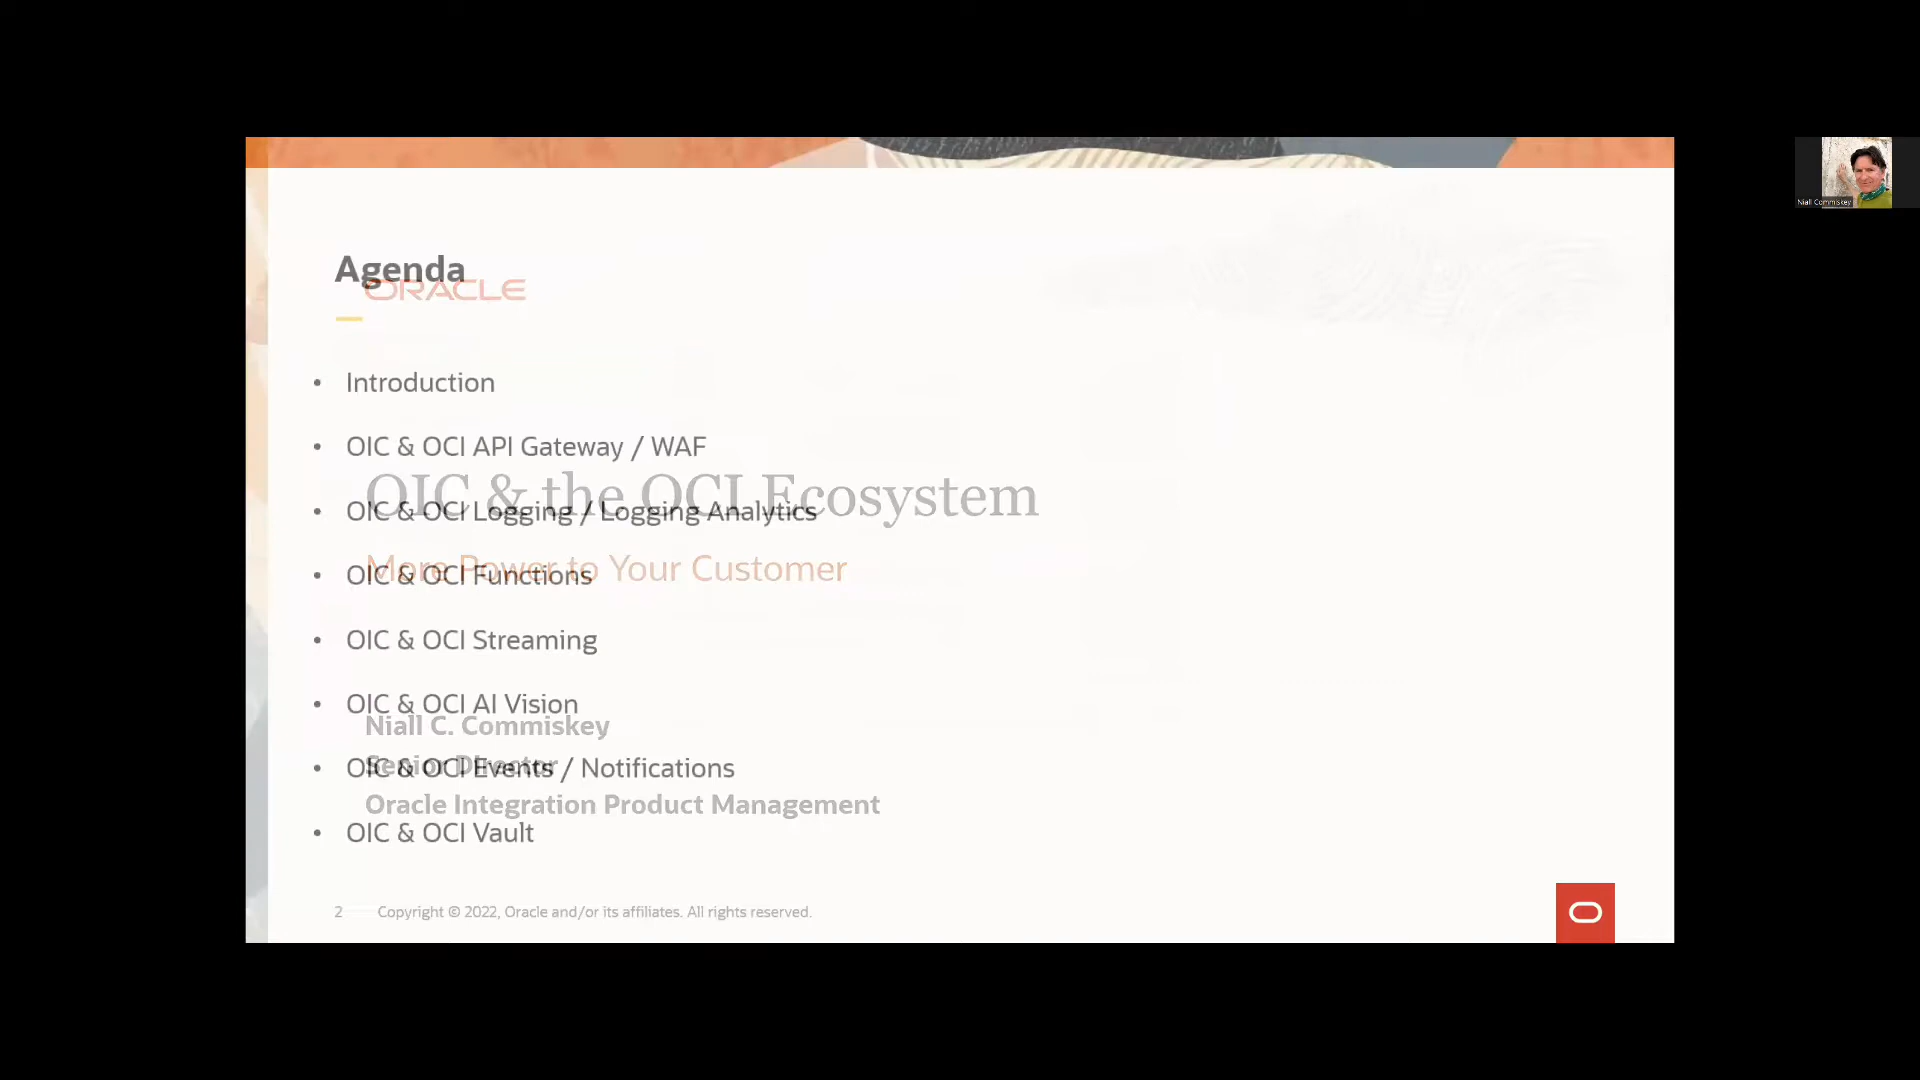 Agenda
ORACLE
• Introduction
• OIC & OCI API Gateway / WAF
OIC & the OCI Ecosystem
• OIC & OCI Logging / Logging Analytics
More Power to Your Customer
• OIC & OCI Functions
• OIC & OCI Streaming
• OIC & OCI AI Vision
Niall C. Commiskey
Senior Director
• OIC & OCI Events / Notifications
Oracle Integration Product Management
• OIC & OCI Vault
2 Copyright © 2022, Oracle and/or its affiliates. All rights reserved.
Niall Commiskey